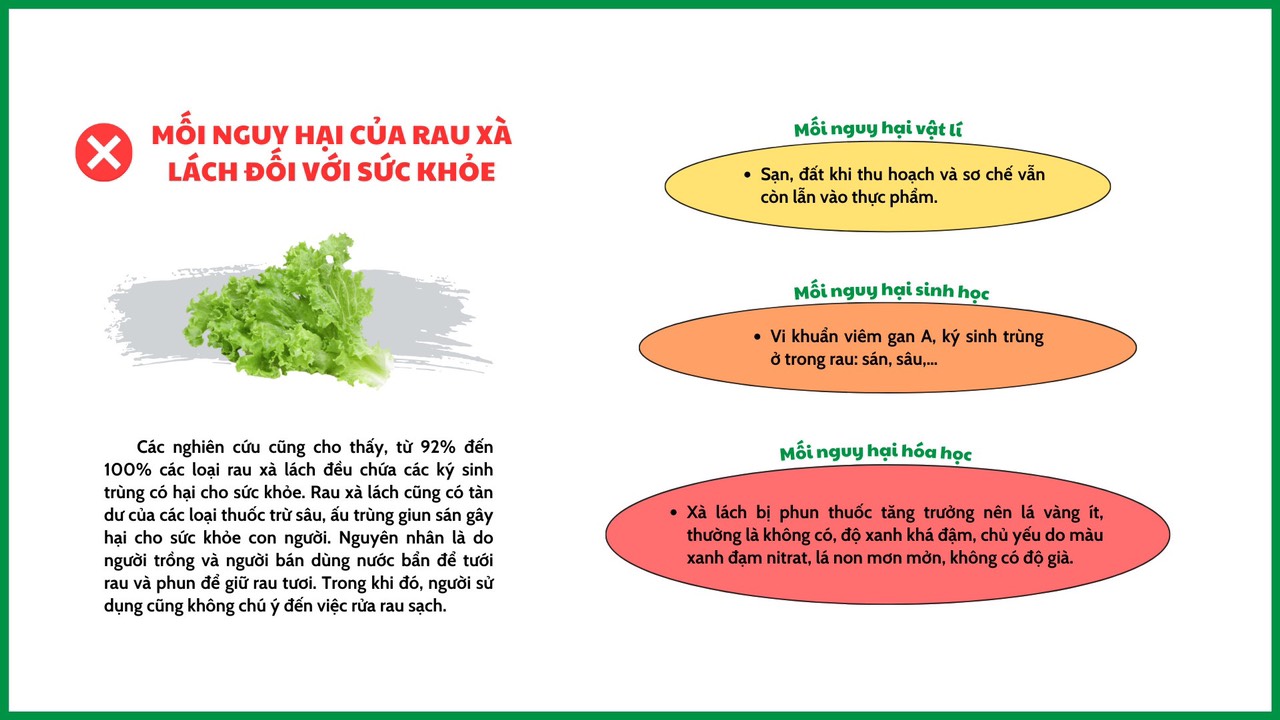 MỐI NGUY HẠI CỦA RAU XÀ
LÁCH ĐỐI VỚI SỨC KHỎE
Các nghiên cứu cũng cho thấy, từ 92% đến
100% các loại rau xà lách đều chứa các ký sinh
trùng có hại cho sức khỏe. Rau xà lách cũng có tàn
dư của các loại thuốc trừ sâu, ấu trùng giun sán gây
hại cho sức khỏe con người. Nguyên nhân là do
người trồng và người bán dùng nước bẩn để tưới
rau và phun để giữ rau tươi. Trong khi đó, người sử
dụng cũng không chú ý đến việc rửa rau sạch.
Mối nguy hại vật lí
• Sạn, đất khi thu hoạch và sơ chế vẫn
còn lẫn vào thực phẩm.
Mối nguy hại sinh học
• Vi khuẩn viêm gan A, ký sinh trùng
ở trong rau: sán, sâu,...
Mối nguy hại hóa học
• Xà lách bị phun thuốc tăng trưởng nên lá vàng ít,
thường là không có, độ xanh khá đậm, chủ yếu do màu
xanh đạm nitrat, lá non mơn mởn, không có độ già.